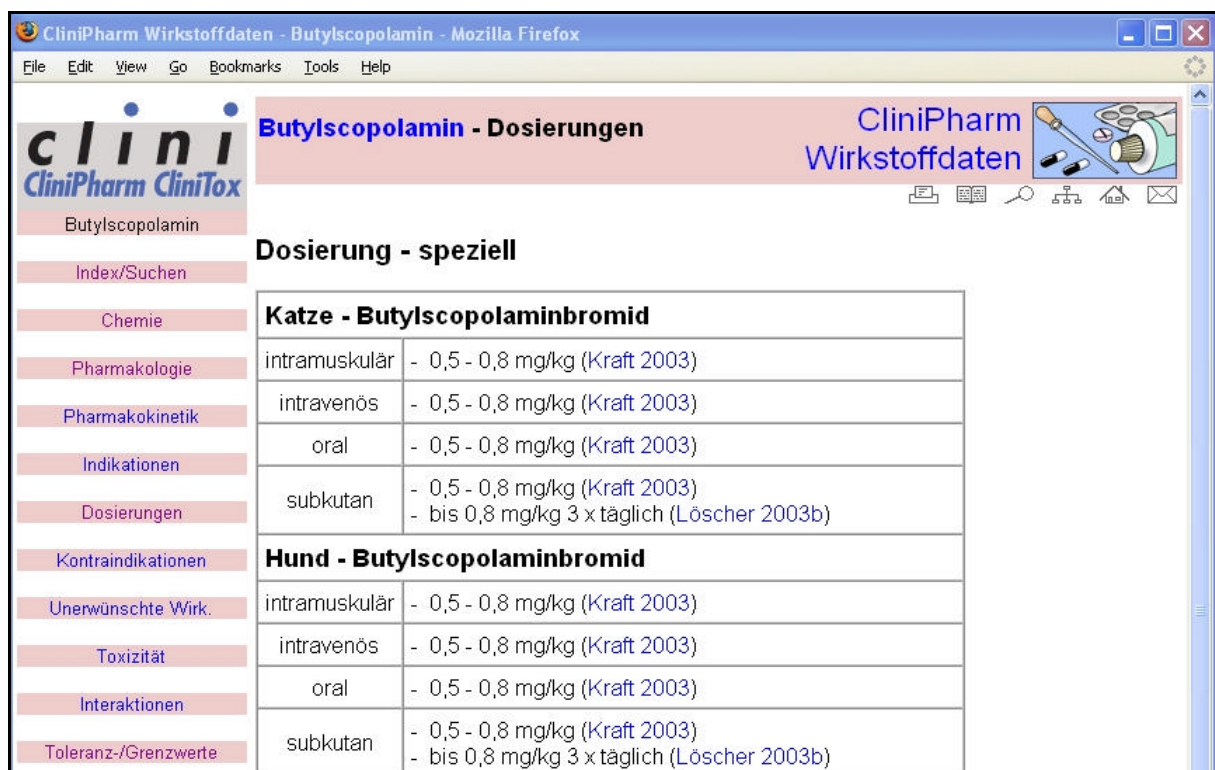 CliniPharm Wirkstoffdaten - Butylscopolamin - Mozilla Firefox
File Edit View Go Bookmarks Tools Help
clini
CliniPharm CliniTox
Butylscopolamin - Dosierungen
CliniPharm
Wirkstoffdaten
Butylscopolamin
Index/Suchen
Chemie
Pharmakologie
Pharmakokinetik
Indikationen
Dosierungen
Kontraindikationen
Unerwünschte Wirk.
Toxizität
Interaktionen
Toleranz-/Grenzwerte
Dosierung - speziell
Katze - Butylscopolaminbromid
intramuskulär - 0,5 - 0,8 mg/kg (Kraft 2003)
intravenös - 0,5 - 0,8 mg/kg (Kraft 2003)
oral - 0,5 - 0,8 mg/kg (Kraft 2003)
subkutan - 0,5 - 0,8 mg/kg (Kraft 2003)
- bis 0,8 mg/kg 3 x täglich (Löscher 2003b)
Hund - Butylscopolaminbromid
intramuskulär - 0,5 - 0,8 mg/kg (Kraft 2003)
intravenös - 0,5 - 0,8 mg/kg (Kraft 2003)
oral - 0,5 - 0,8 mg/kg (Kraft 2003)
subkutan - 0,5 - 0,8 mg/kg (Kraft 2003)
- bis 0,8 mg/kg 3 x täglich (Löscher 2003b)